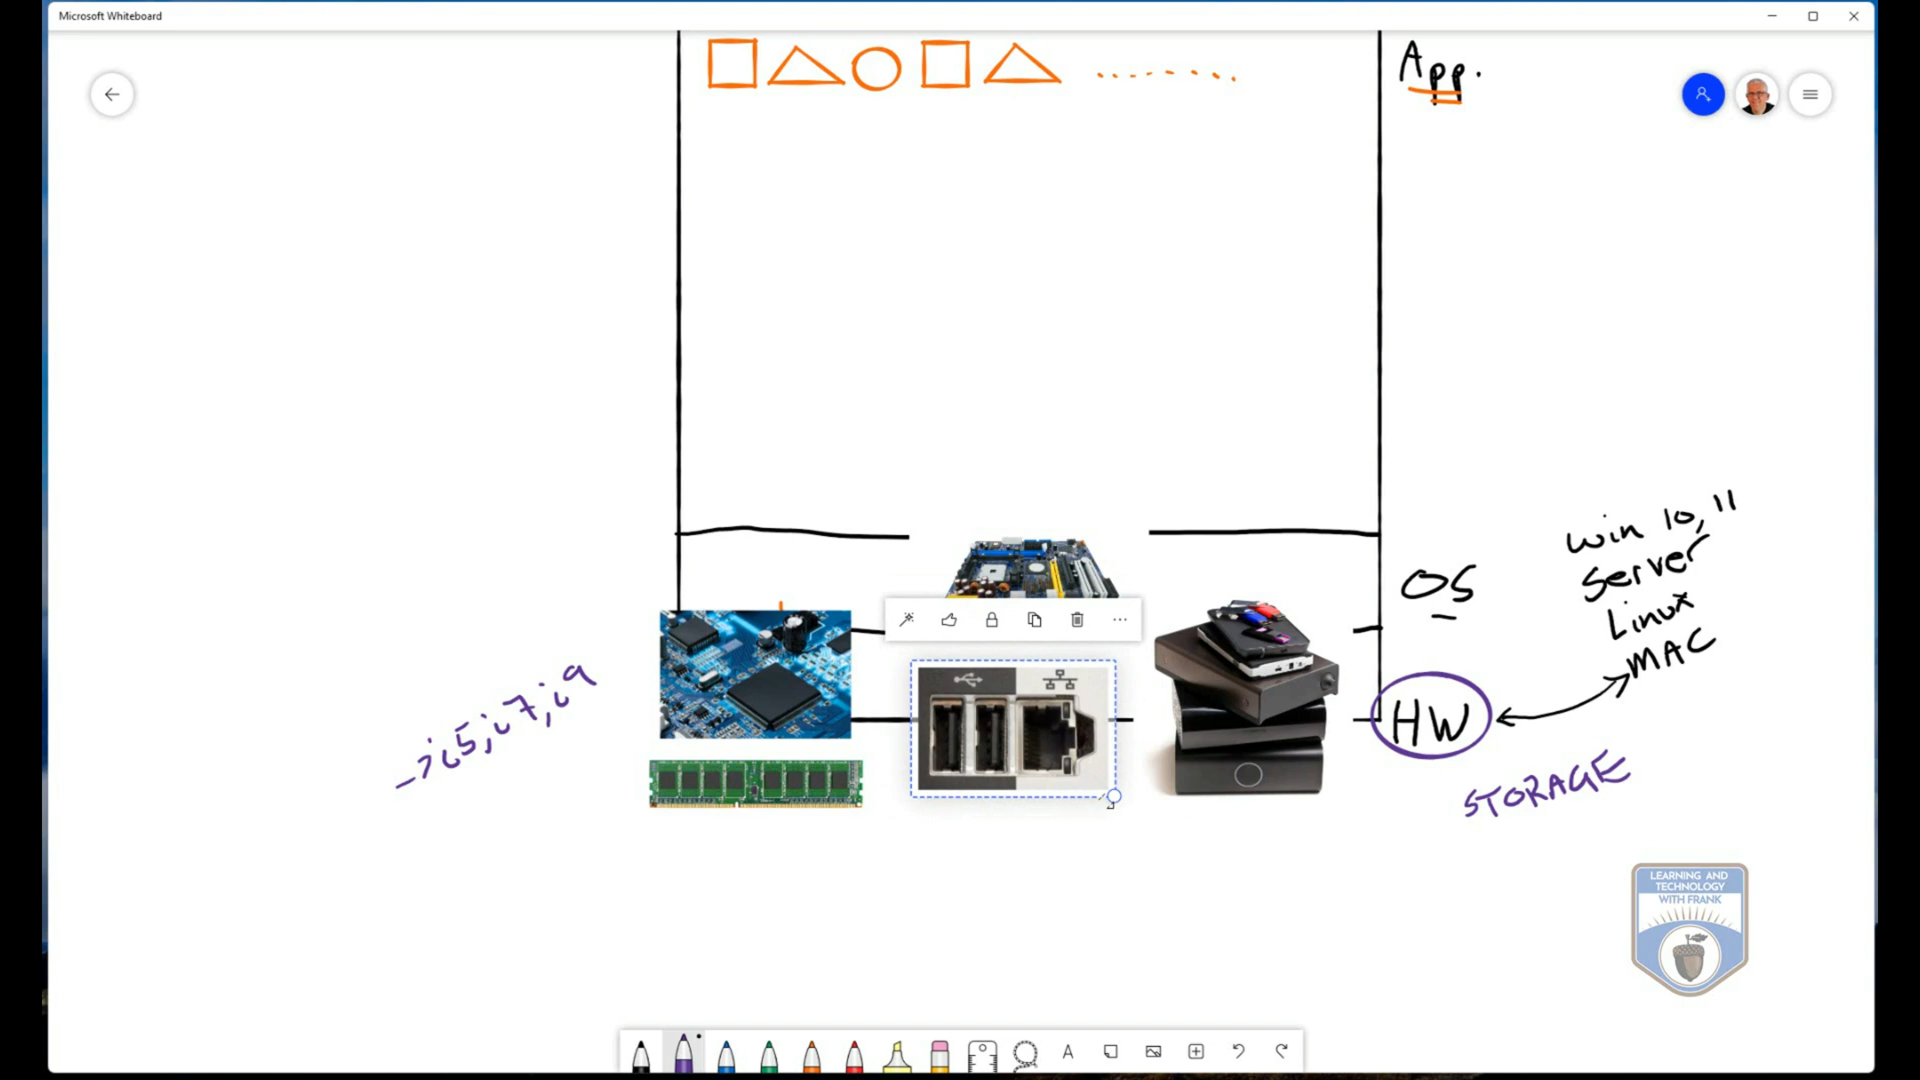 Microsoft Whiteboard
App.
win 10, 11
Server
Linux
MAC
OS
HW
->i5, i7, i9
STORAGE
LEARNING AND
TECHNOLOGY
WITH FRANK
A